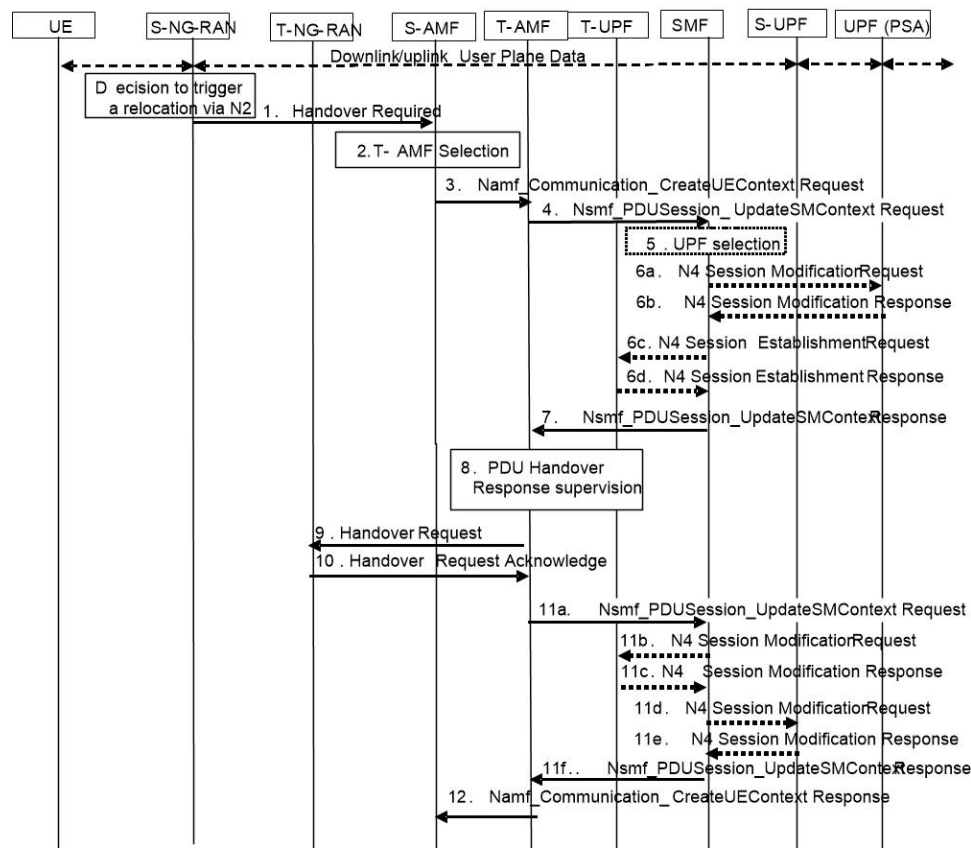 UE S-NG-RAN T-NG-RAN S-AMF T-AMF T-UPF SMF S-UPF UPF (PSA)
Downlink/uplink User Plane Data
D ecision to trigger
a relocation via N2
1. Handover Required
2.T- AMF Selection
3. Namf_Communication_CreateUEContext Request
4. Nsmf_PDUSession_ UpdateSMContext Request
5 . UPF selection
6a. N4 Session ModificationRequest
6b. N4 Session Modification Response
6c. N4 Session EstablishmentRequest
6d. N4 Session Establishment Response
7. Nsmf_PDUSession_UpdateSMContextResponse
8. PDU Handover
Response supervision
9 . Handover Request
10 . Handover Request Acknowledge
11a. Nsmf_PDUSession_UpdateSMContext Request
11b. N4 Session ModificationRequest
11c. N4 Session Modification Response
11d. N4 Session ModificationRequest
11e. N4 Session Modification Response
11f.. Nsmf_PDUSession_UpdateSMContextResponse
12. Namf_Communication_ CreateUEContext Response